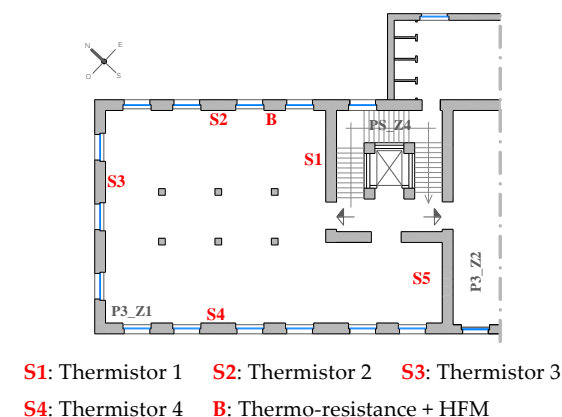 N E
O S
S2 B PS_Z4
S1
S3
S5 P3_Z2
P3_Z1 S4
S1: Thermistor 1 S2: Thermistor 2 S3: Thermistor 3
S4: Thermistor 4 B: Thermo-resistance + HFM